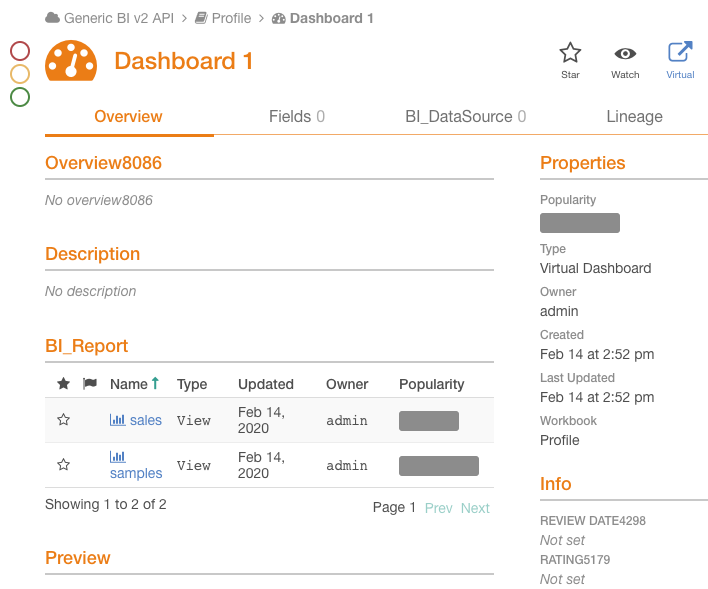 Generic BI v2 API > Profile > Dashboard 1
Dashboard 1
Star
Watch
Virtual
Overview
Fields 0
BI_DataSource 0
Lineage
Overview8086
No overview8086
Description
No description
BI_Report
Name Type Updated Owner Popularity
sales View Feb 14, 2020 admin
samples View Feb 14, 2020 admin
Showing 1 to 2 of 2
Page 1 Prev Next
Preview
Properties
Popularity
Type
Virtual Dashboard
Owner
admin
Created
Feb 14 at 2:52 pm
Last Updated
Feb 14 at 2:52 pm
Workbook
Profile
Info
REVIEW DATE4298
Not set
RATING5179
Not set